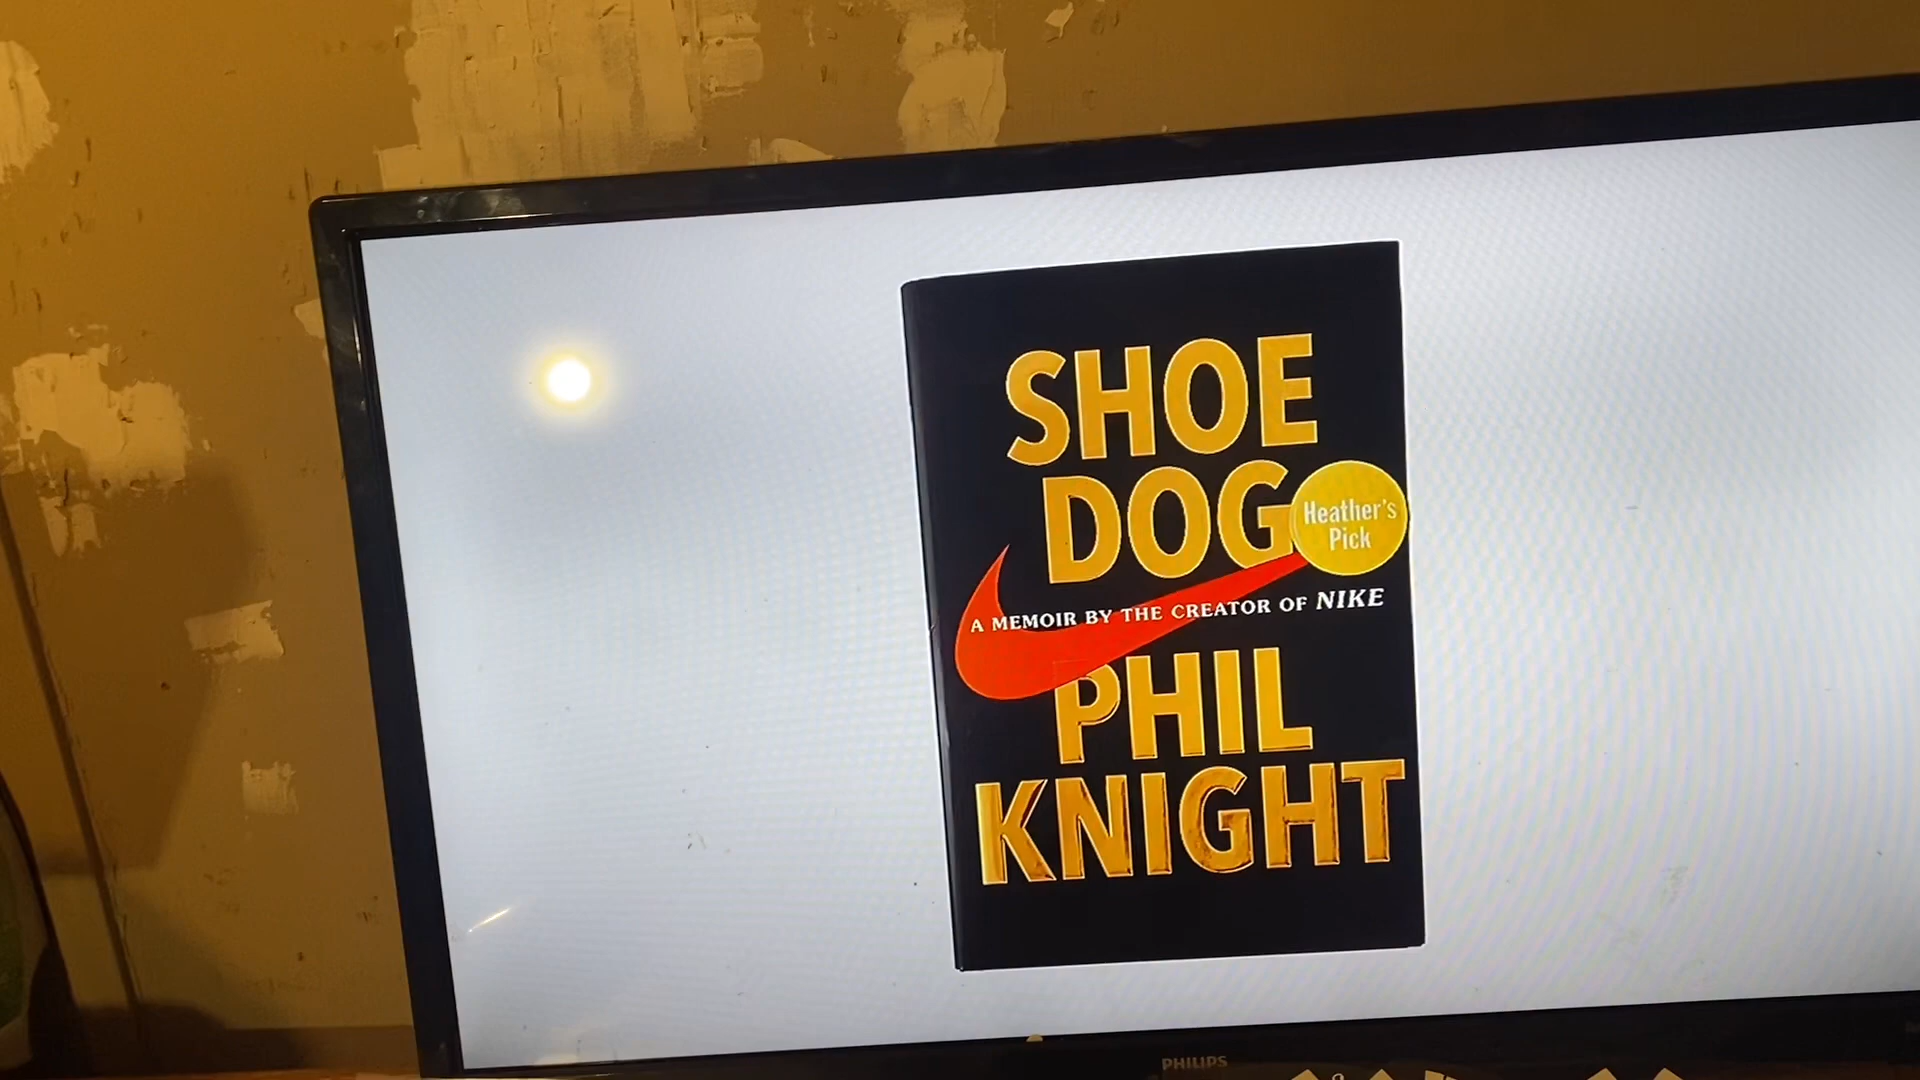 SHOE
DOG
Heather's
Pick
A MEMOIR BY THE CREATOR OF NIKE
PHIL
KNIGHT
PHILIPS